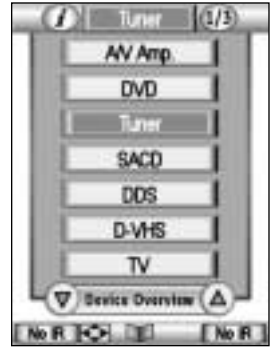 i Tuner 1/3
A/V Amp.
DVD
Tuner
SACD
DDS
D-VHS
TV
Device Overview
No IR No IR